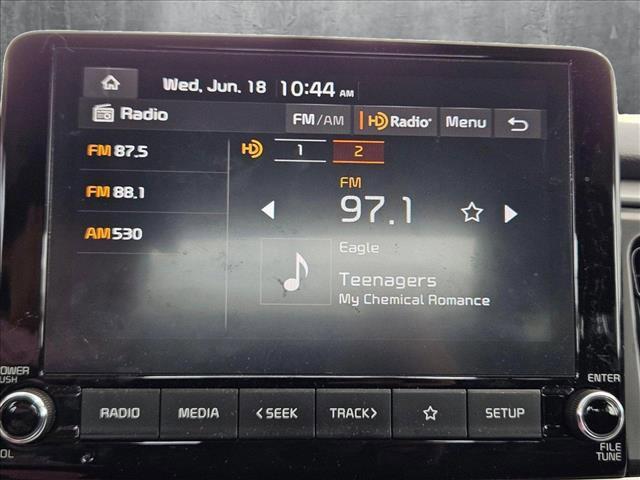 Wed, Jun. 18 10:44 AM
Radio FM/AM HD Radio Menu
FM 87.5
FM 88.1
AM 530
HD 1 2
FM
97.1
Eagle
Teenagers
My Chemical Romance
RADIO MEDIA <SEEK TRACK> SETUP
ENTER
FILE
TUNE